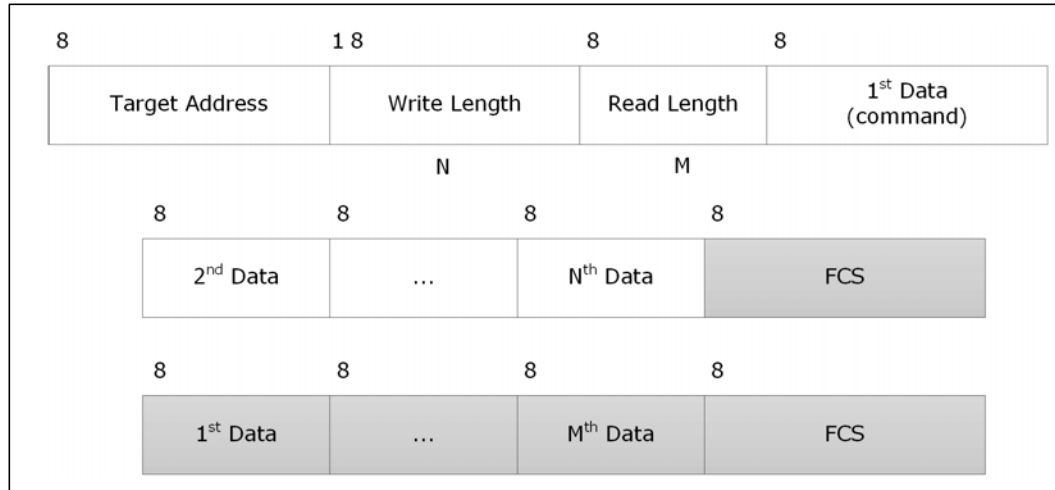 8 1 8 8 8
Target Address Write Length Read Length 1st Data
(command)
N M
8 8 8 8
2nd Data ... Nth Data FCS
8 8 8 8
1st Data ... Mth Data FCS